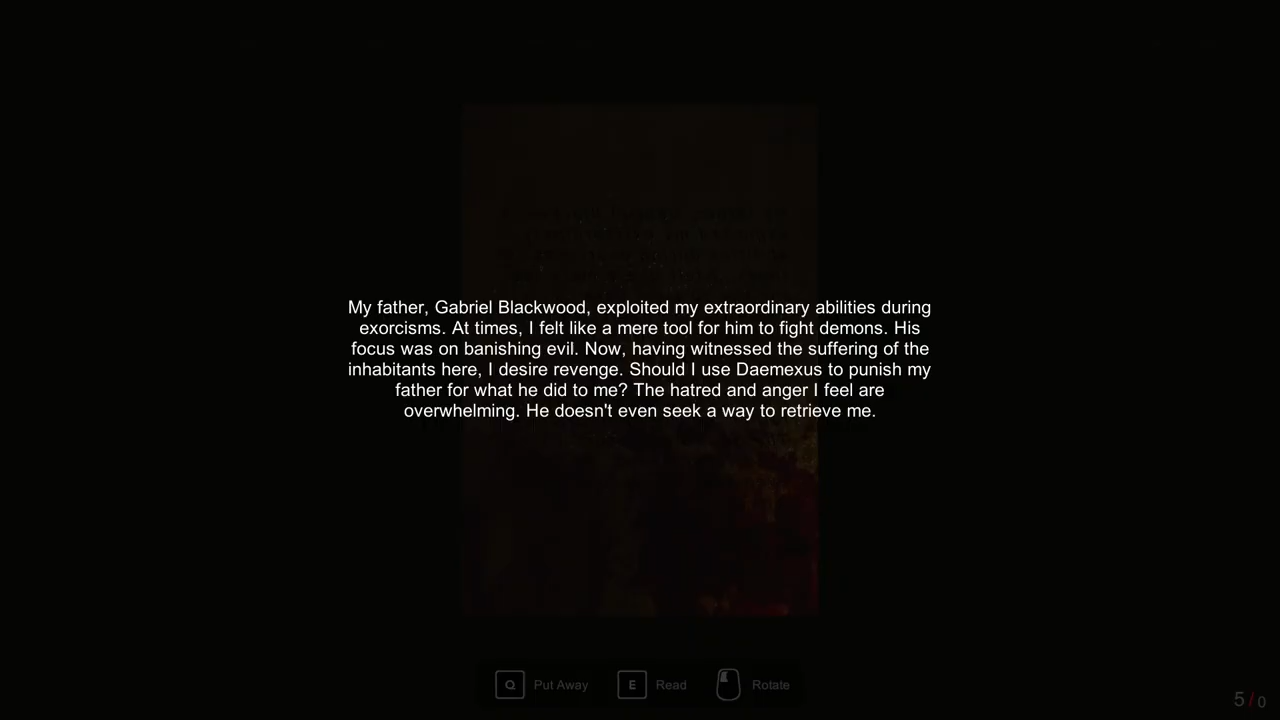 My father, Gabriel Blackwood, exploited my extraordinary abilities during
exorcisms. At times, I felt like a mere tool for him to fight demons. His
focus was on banishing evil. Now, having witnessed the suffering of the
inhabitants here, I desire revenge. Should I use Daemexus to punish my
father for what he did to me? The hatred and anger I feel are
overwhelming. He doesn't even seek a way to retrieve me.
Q Put Away E Read Rotate
5/0